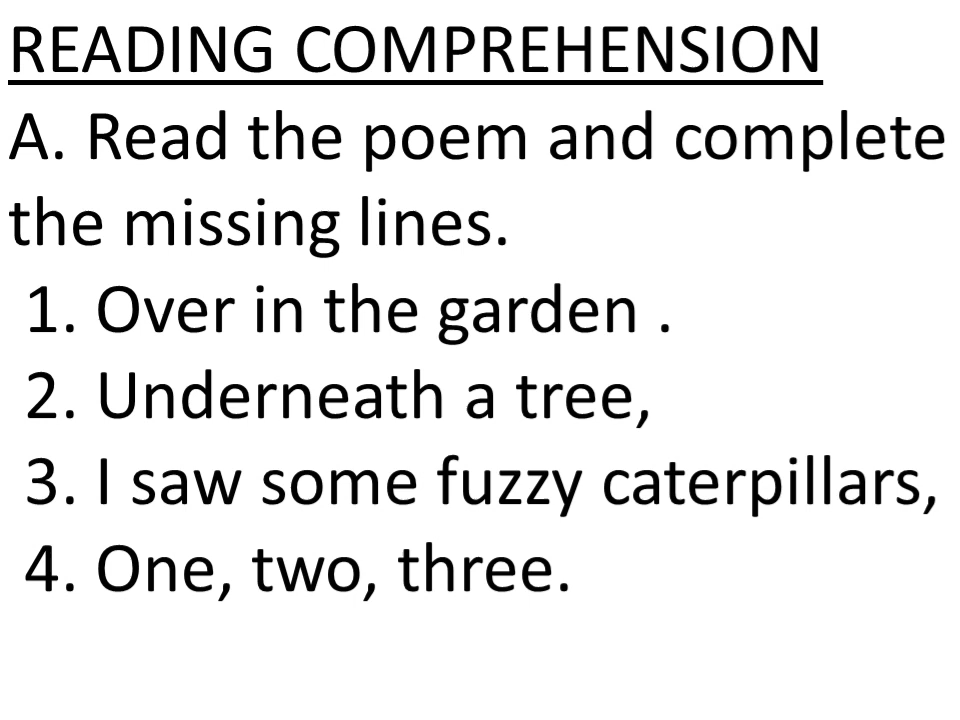 READING COMPREHENSION
A. Read the poem and complete
the missing lines.
1. Over in the garden .
2. Underneath a tree,
3. I saw some fuzzy caterpillars,
4. One, two, three.